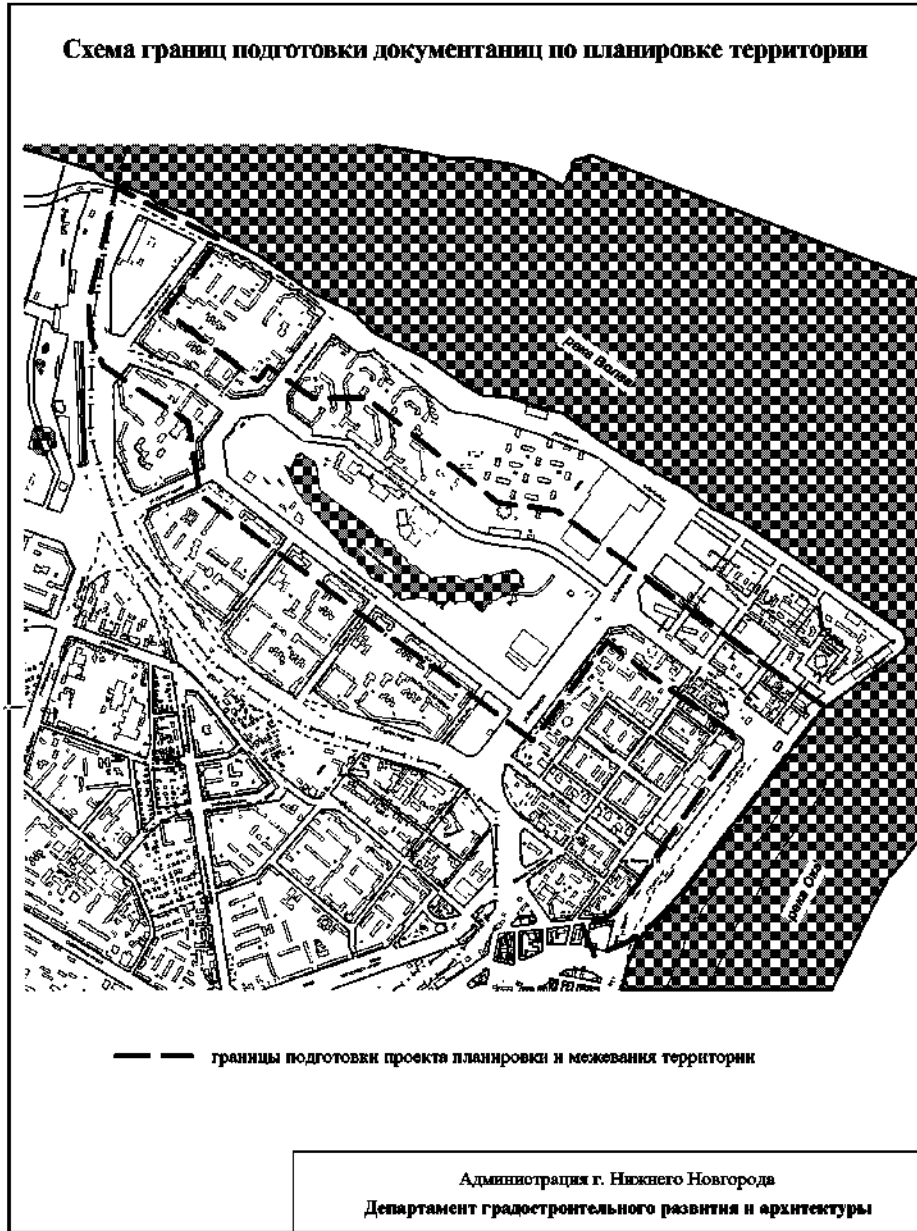 Схема границ подготовки документаниц по планировке территории
река Волга
река Ока
границы подготовки проекта планировки и межевания территории
Администрация г. Нижнего Новгорода
Департамент градостроительного развития и архитектуры